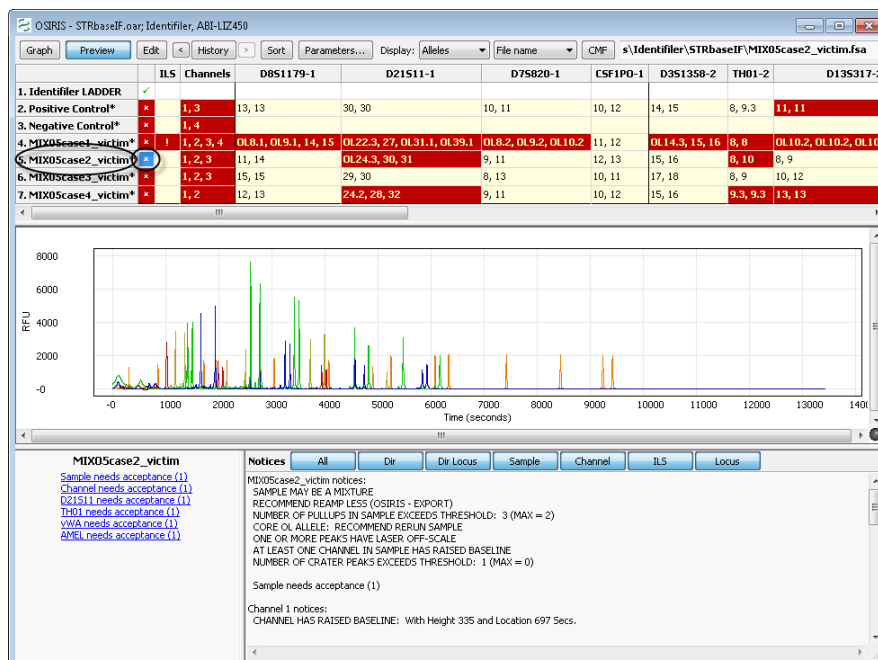 OSIRIS - STRbaseIF.oar; Identifiler, ABI-LIZ450
Graph Preview Edit < History > Sort Parameters... Display: Alleles File name CMF s\Identifiler\STRbaseIF\MIX05case2_victim.fsa
ILS Channels D8S1179-1 D21S11-1 D7S820-1 CSF1PO-1 D3S1358-2 TH01-2 D13S317-2
1. Identifiler LADDER
2. Positive Control* 1, 3 13, 13 30, 30 10, 11 10, 12 14, 15 8, 9.3 11, 11
3. Negative Control* 1, 4
4. MIX05case1_victim* ! 1, 2, 3, 4 OL8.1, OL9.1, 14, 15 OL22.3, 27, OL31.1, OL39.1 OL8.2, OL9.2, OL10.2 11, 12 OL14.3, 15, 16 8, 8 OL10.2, OL10.2, OL10
5. MIX05case2_victim* 1, 2, 3 11, 14 OL24.3, 30, 31 9, 11 12, 13 15, 16 8, 10 8, 9
6. MIX05case3_victim* 1, 2, 3 15, 15 29, 30 8, 13 10, 11 17, 18 8, 9 10, 12
7. MIX05case4_victim* 1, 2 12, 13 24.2, 28, 32 9, 11 10, 12 15, 16 9.3, 9.3 13, 13
8000
6000
RFU
4000
2000
-0
-0 1000 2000 3000 4000 5000 6000 7000 8000 9000 10000 11000 12000 13000 140
Time (seconds)
MIX05case2_victim
Sample needs acceptance (1)
Channel needs acceptance (1)
D21S11 needs acceptance (1)
TH01 needs acceptance (1)
vWA needs acceptance (1)
AMEL needs acceptance (1)
Notices All Dir Dir Locus Sample Channel ILS Locus
MIX05case2_victim notices:
SAMPLE MAY BE A MIXTURE
RECOMMEND REAMP LESS (OSIRIS - EXPORT)
NUMBER OF PULLUPS IN SAMPLE EXCEEDS THRESHOLD: 3 (MAX = 2)
CORE OL ALLELE: RECOMMEND RERUN SAMPLE
ONE OR MORE PEAKS HAVE LASER OFF-SCALE
AT LEAST ONE CHANNEL IN SAMPLE HAS RAISED BASELINE
NUMBER OF CRATER PEAKS EXCEEDS THRESHOLD: 1 (MAX = 0)
Sample needs acceptance (1)
Channel 1 notices:
CHANNEL HAS RAISED BASELINE: With Height 335 and Location 697 Secs.